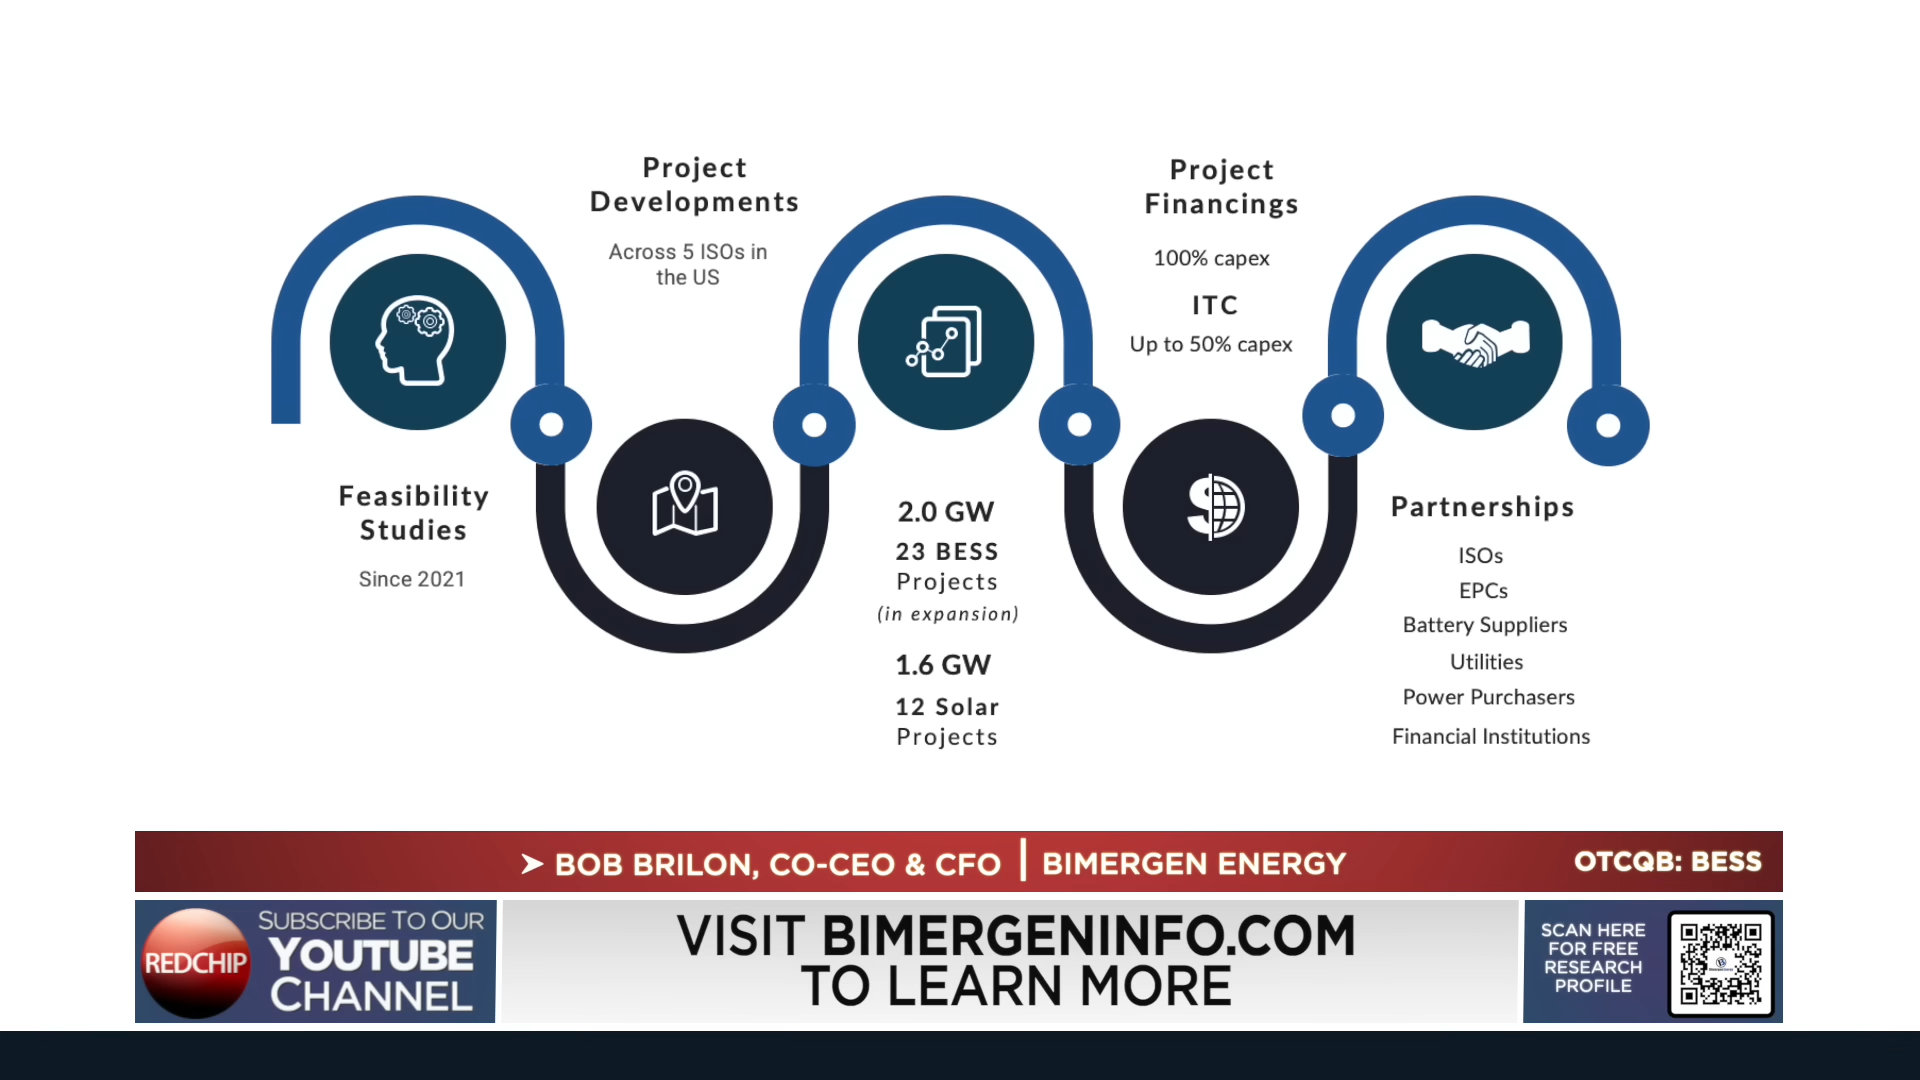 Project
Developments
Across 5 ISOs in
the US
Project
Financings
100% capex
ITC
Up to 50% capex
Feasibility
Studies
Since 2021
2.0 GW
23 BESS
Projects
(in expansion)
1.6 GW
12 Solar
Projects
Partnerships
ISOs
EPCs
Battery Suppliers
Utilities
Power Purchasers
Financial Institutions
➤ BOB BRILON, CO-CEO & CFO | BIMERGEN ENERGY
OTCQB: BESS
REDCHIP
SUBSCRIBE TO OUR
YOUTUBE
CHANNEL
VISIT BIMERGENINFO.COM
TO LEARN MORE
SCAN HERE
FOR FREE
RESEARCH
PROFILE